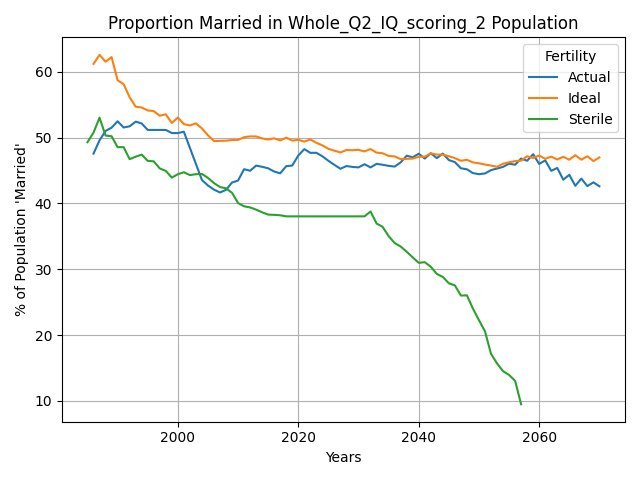 Proportion Married in Whole_Q2_IQ_scoring_2 Population
Fertility
Actual
Ideal
Sterile
% of Population 'Married'
60
50
40
30
20
10
2000
2020
2040
2060
Years